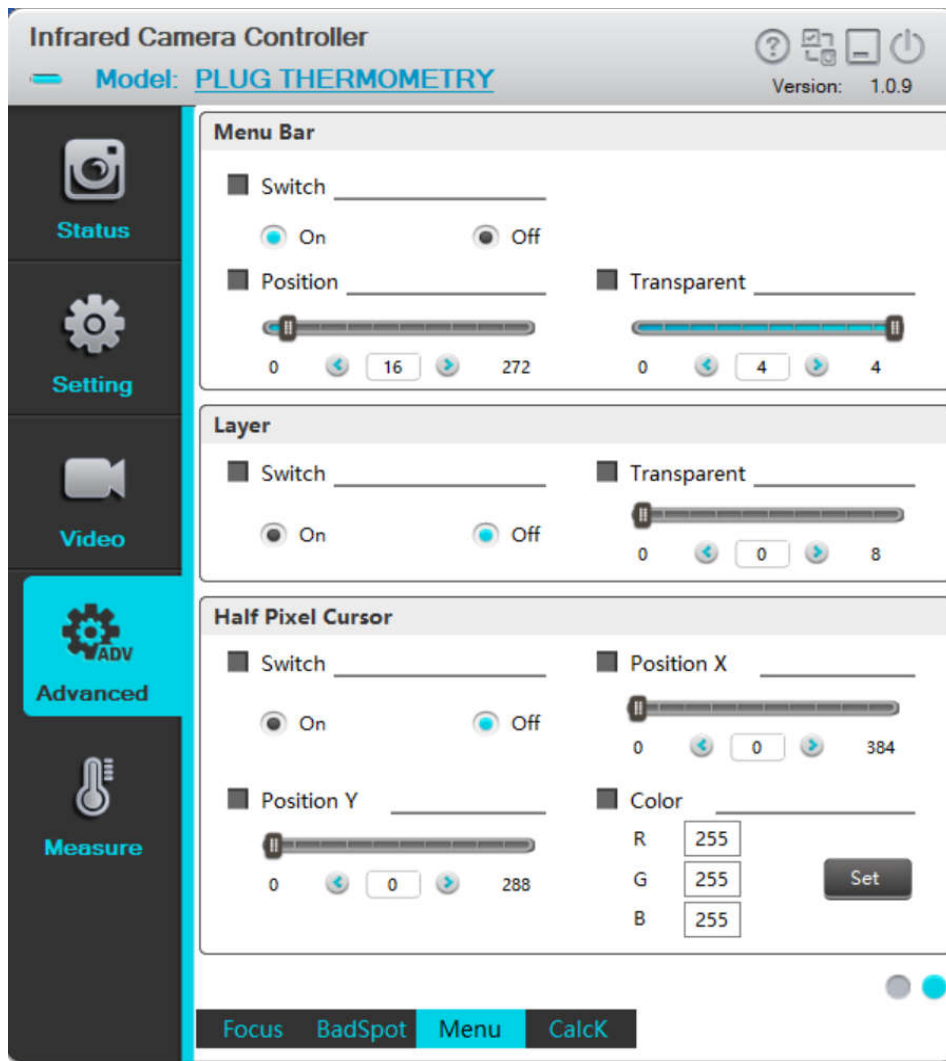 Infrared Camera Controller
Model: PLUG THERMOMETRY
Version: 1.0.9
Status
Setting
Video
ADV
Advanced
Measure
Menu Bar
Switch
On Off
Position Transparent
0 16 272 0 4 4
Layer
Switch Transparent
On Off
0 0 8
Half Pixel Cursor
Switch Position X
On Off
0 0 384
Position Y Color
R 255
0 0 288 G 255 Set
B 255
Focus BadSpot Menu CalcK